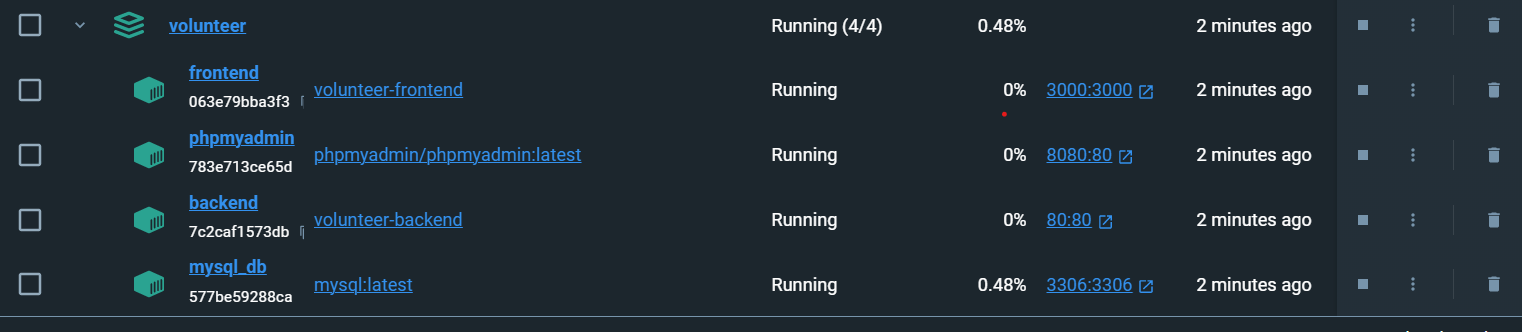 volunteer Running (4/4) 0.48% 2 minutes ago
frontend
063e79bba3f3 volunteer-frontend Running 0% 3000:3000 2 minutes ago
phpmyadmin
783e713ce65d phpmyadmin/phpmyadmin:latest Running 0% 8080:80 2 minutes ago
backend
7c2caf1573db volunteer-backend Running 0% 80:80 2 minutes ago
mysql_db
577be59288ca mysql:latest Running 0.48% 3306:3306 2 minutes ago